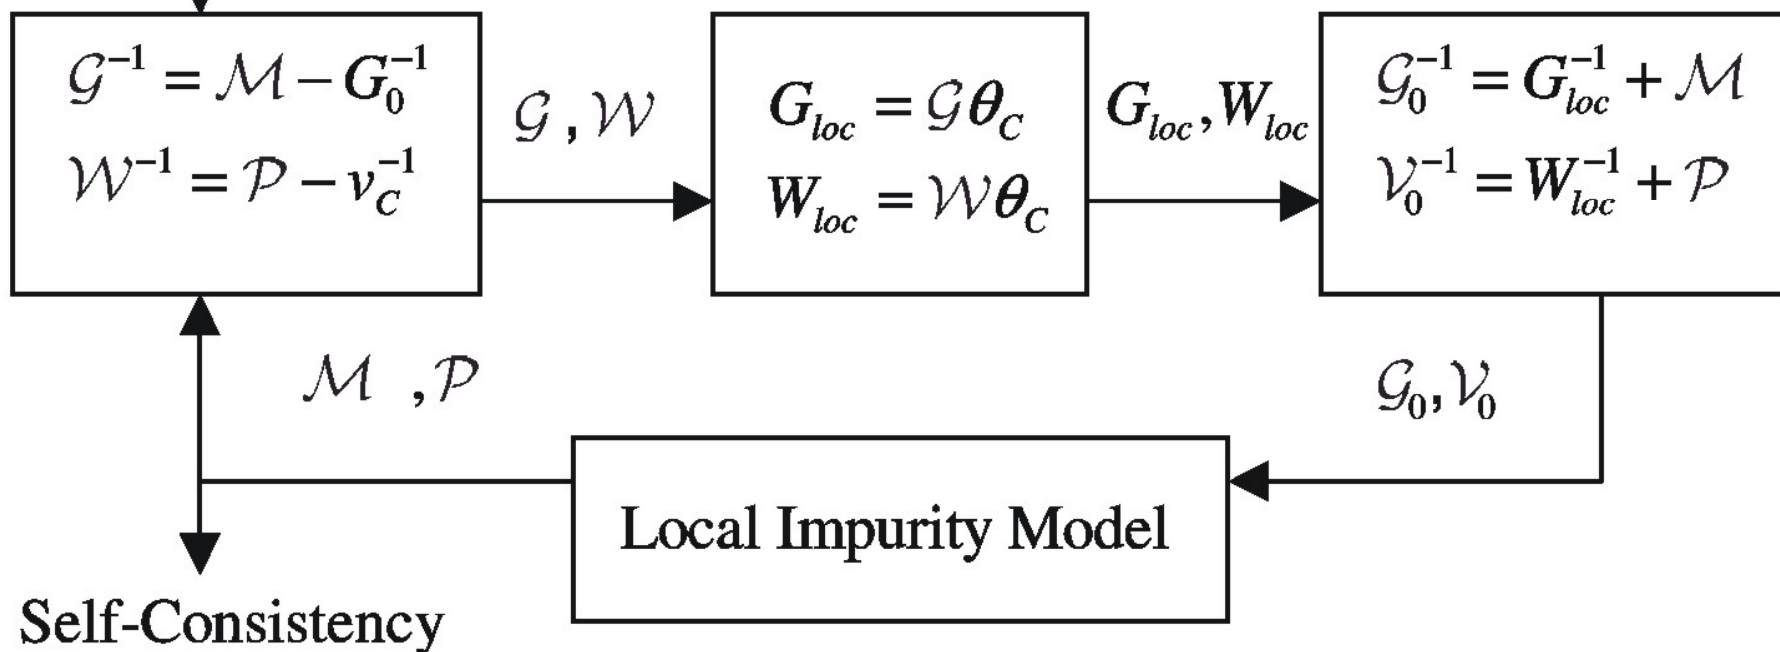 𝒢⁻¹ = ℳ − G₀⁻¹
𝒲⁻¹ = 𝒫 − v_C⁻¹
𝒢 , 𝒲
G_loc = 𝒢θ_C
W_loc = 𝒲θ_C
G_loc, W_loc
𝒢₀⁻¹ = G_loc⁻¹ + ℳ
𝒱₀⁻¹ = W_loc⁻¹ + 𝒫
ℳ , 𝒫
𝒢₀, 𝒱₀
Local Impurity Model
Self-Consistency